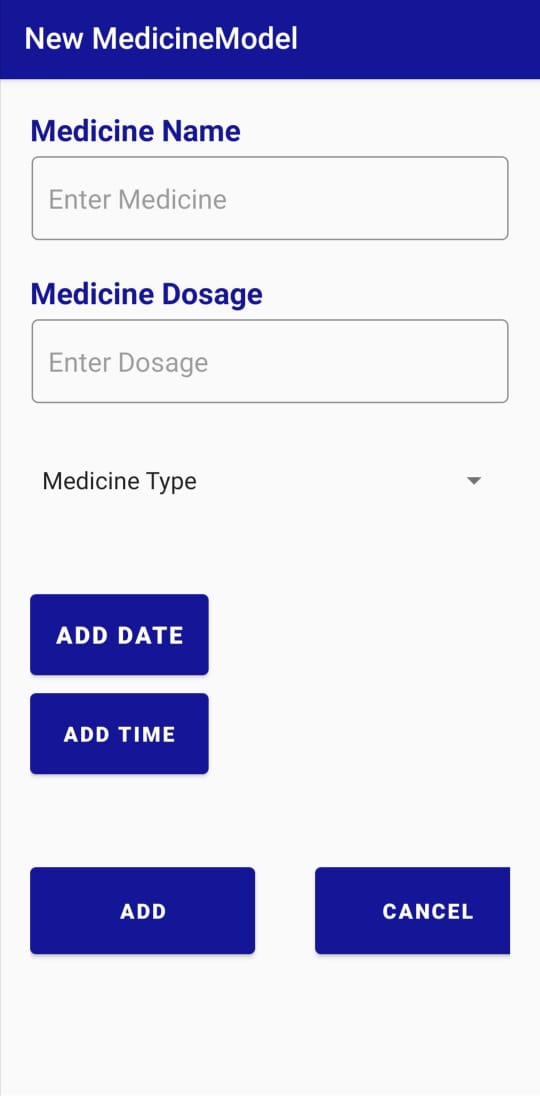 New MedicineModel
Medicine Name
Enter Medicine
Medicine Dosage
Enter Dosage
Medicine Type
ADD DATE
ADD TIME
ADD CANCEL